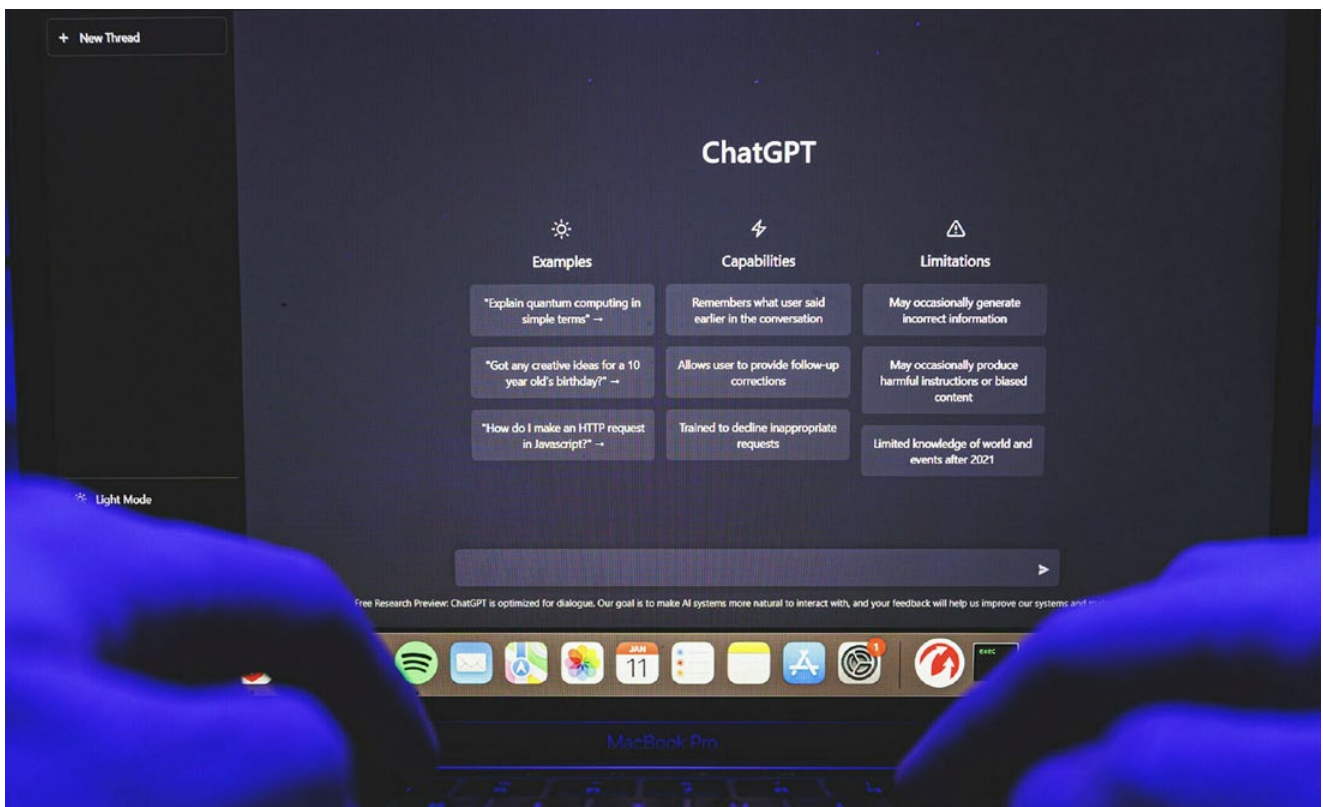 + New Thread
ChatGPT
Examples
"Explain quantum computing in
simple terms" →
"Got any creative ideas for a 10
year old's birthday?" →
"How do I make an HTTP request
in Javascript?" →
Capabilities
Remembers what user said
earlier in the conversation
Allows user to provide follow-up
corrections
Trained to decline inappropriate
requests
Limitations
May occasionally generate
incorrect information
May occasionally produce
harmful instructions or biased
content
Limited knowledge of world and
events after 2021
Light Mode
Free Research Preview: ChatGPT is optimized for dialogue. Our goal is to make AI systems more natural to interact with, and your feedback will help us improve our systems and
JAN
11
1
exec
MacBook Pro